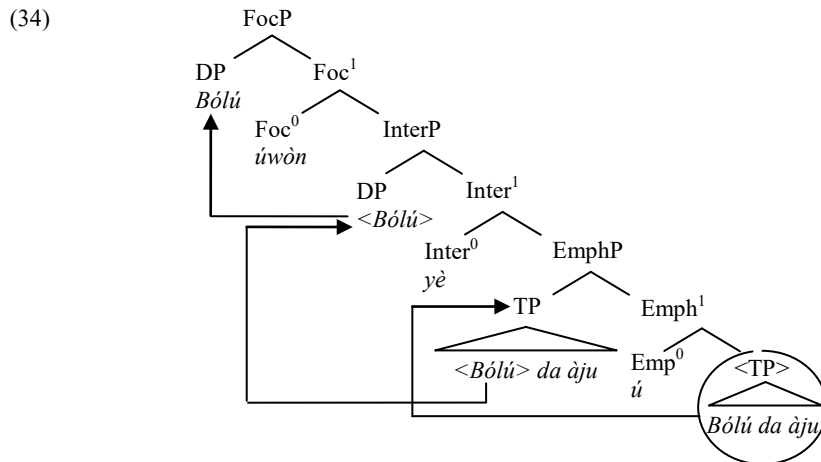 (34)
FocP
DP Foc¹
Bólú
Foc⁰ InterP
úwòn
DP Inter¹
<Bólú>
Inter⁰ EmphP
yè
TP Emph¹
<Bólú> da àju Emp⁰ <TP>
ú
Bólú da àju